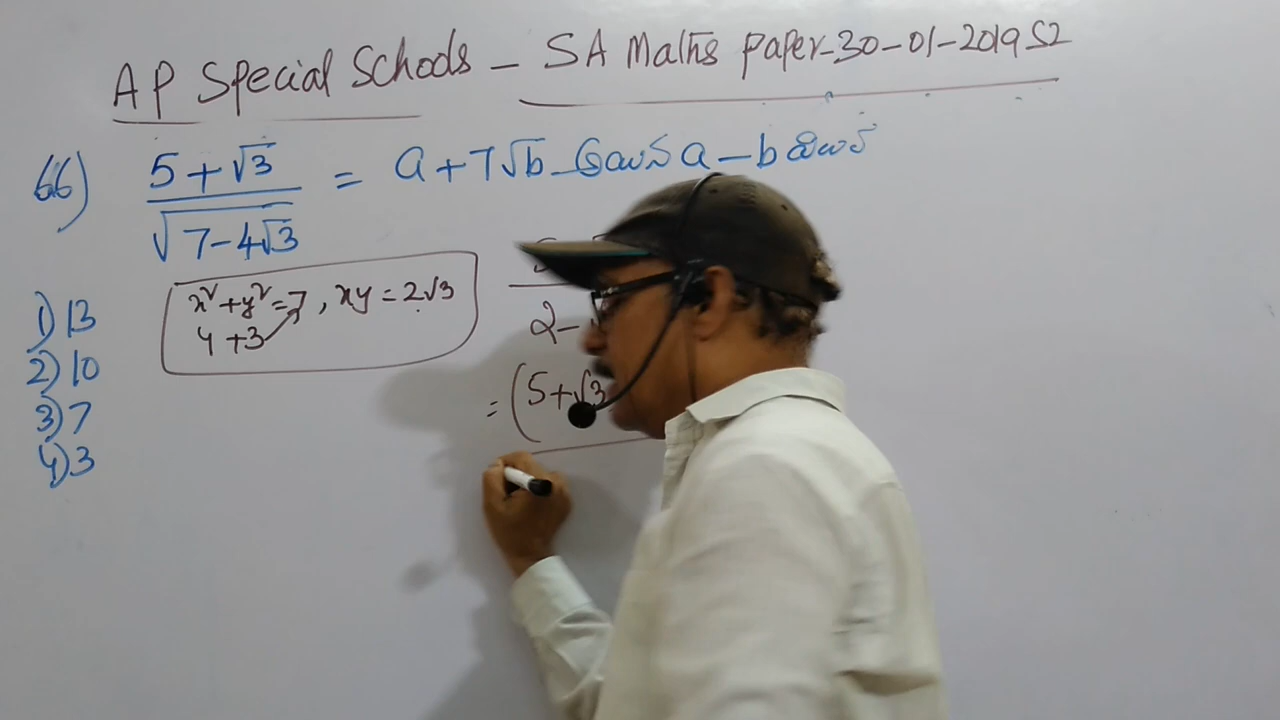 AP Special Schools - SA Maths Paper-30-01-2019 S2
66) 5+√3 / √(7-4√3) = a+7√b అయిన a-b విలువ
1) 13
2) 10
3) 7
4) 3
x²+y²=7, xy=2√3
4+3
2-
=(5+√3